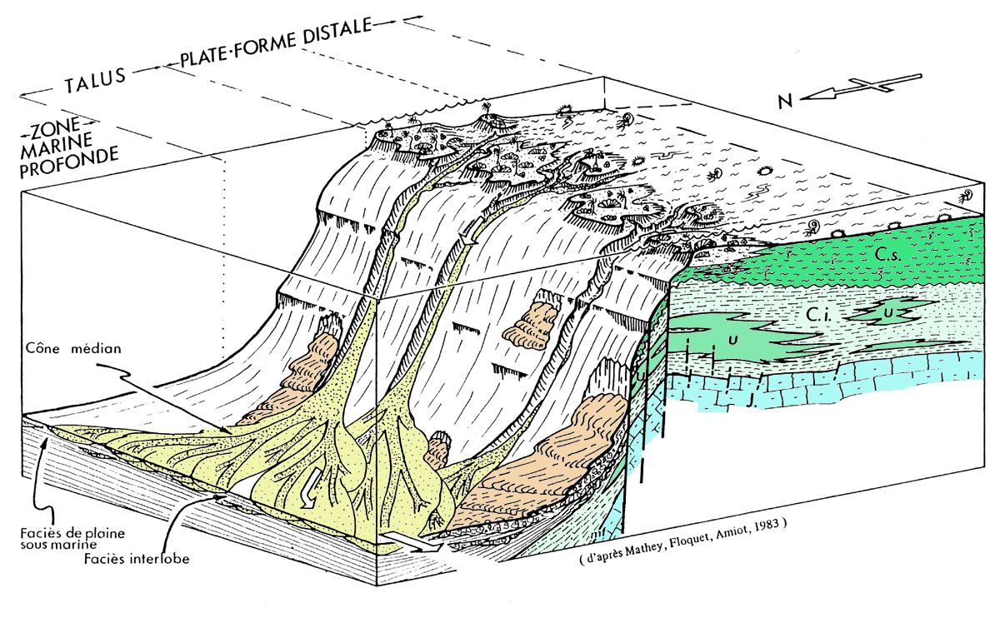 PLATE-FORME DISTALE
TALUS
ZONE
MARINE
PROFONDE
N
C.s.
C.i.
U
U
U
J.
Cône médian
Faciès de plaine
sous marine
Faciès interlobe
( d'après Mathey, Floquet, Amiot, 1983 )